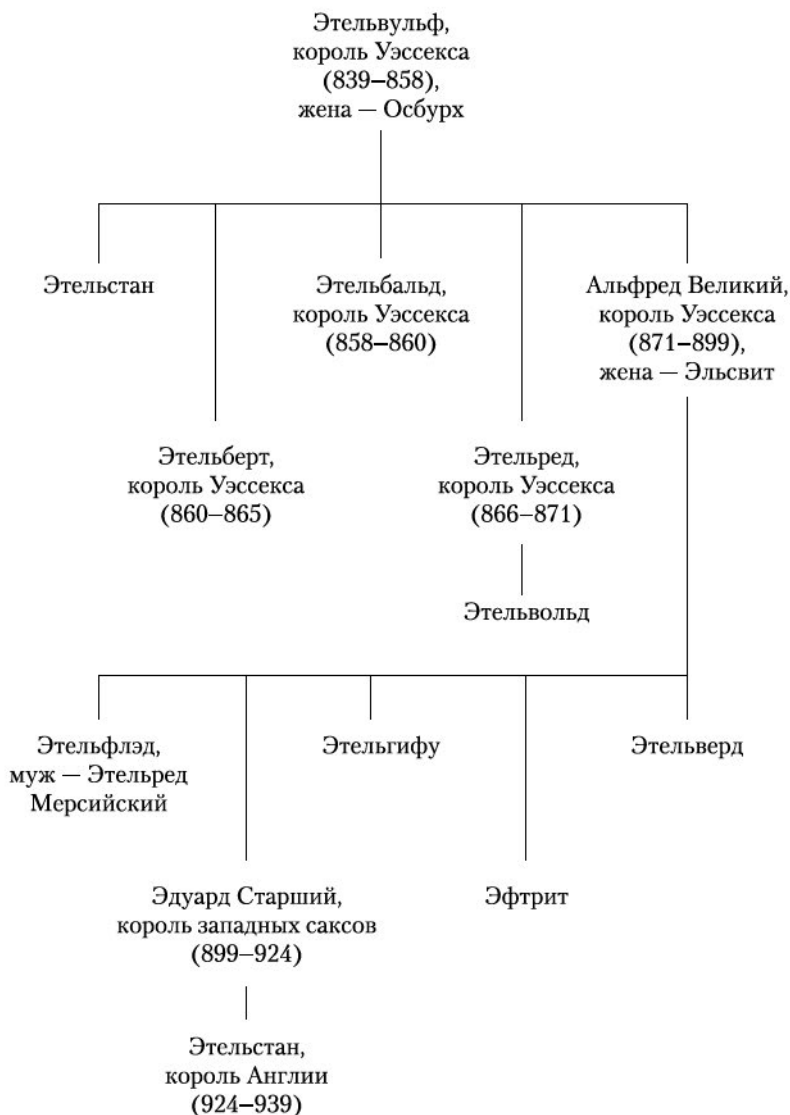 Этельвульф,
король Уэссекса
(839–858),
жена — Осбурх
Этельстан
Этельбальд,
король Уэссекса
(858–860)
Альфред Великий,
король Уэссекса
(871–899),
жена — Эльсвит
Этельберт,
король Уэссекса
(860–865)
Этельред,
король Уэссекса
(866–871)
Этельвольд
Этельфлэд,
муж — Этельред
Мерсийский
Этельгифу
Этельверд
Эдуард Старший,
король западных саксов
(899–924)
Эфтрит
Этельстан,
король Англии
(924–939)